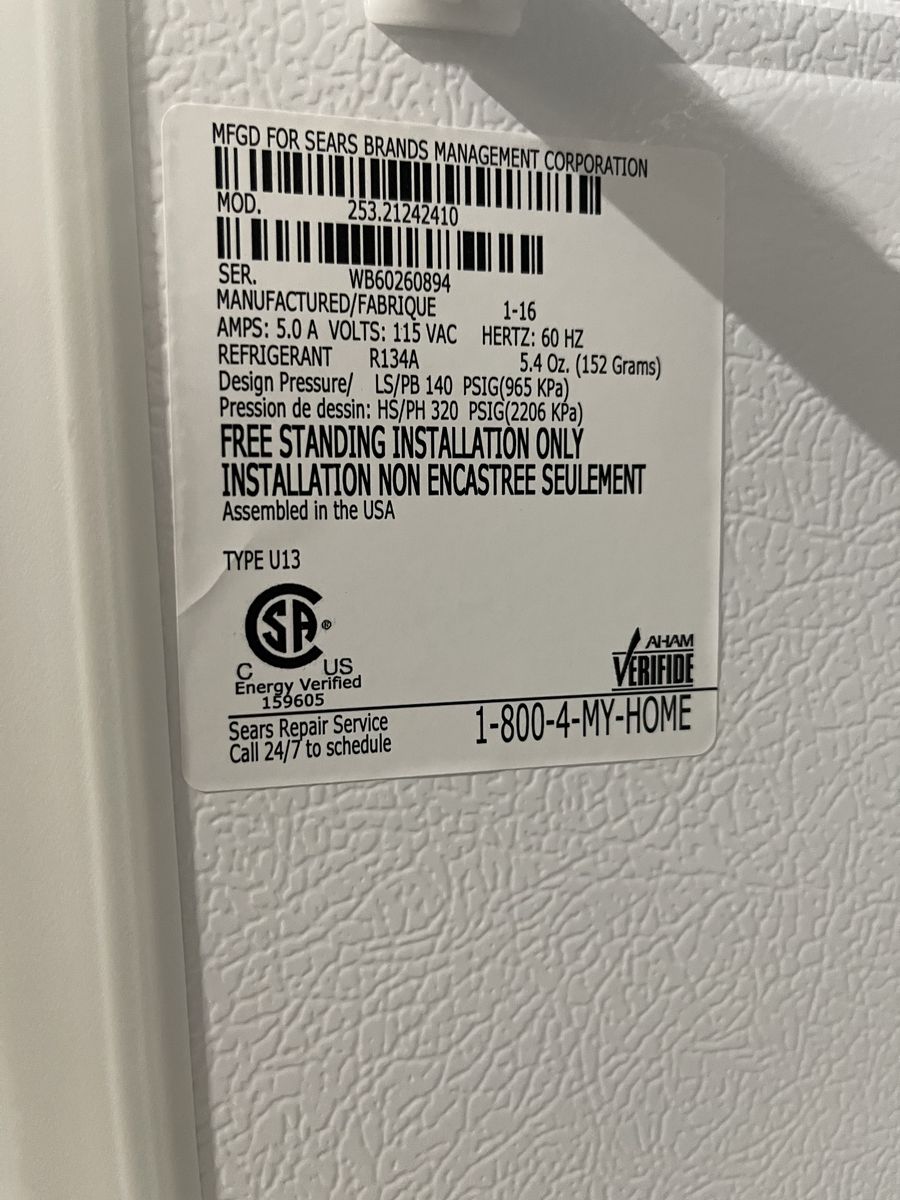 MFGD FOR SEARS BRANDS MANAGEMENT CORPORATION
MOD. 253.21242410
SER. WB60260894
MANUFACTURED/FABRIQUE 1-16
AMPS: 5.0 A VOLTS: 115 VAC HERTZ: 60 HZ
REFRIGERANT R134A 5.4 Oz. (152 Grams)
Design Pressure/ LS/PB 140 PSIG(965 KPa)
Pression de dessin: HS/PH 320 PSIG(2206 KPa)
FREE STANDING INSTALLATION ONLY
INSTALLATION NON ENCASTREE SEULEMENT
Assembled in the USA
TYPE U13
SA ®
C US
Energy Verified
159605
AHAM
VERIFIDE
Sears Repair Service
Call 24/7 to schedule
1-800-4-MY-HOME